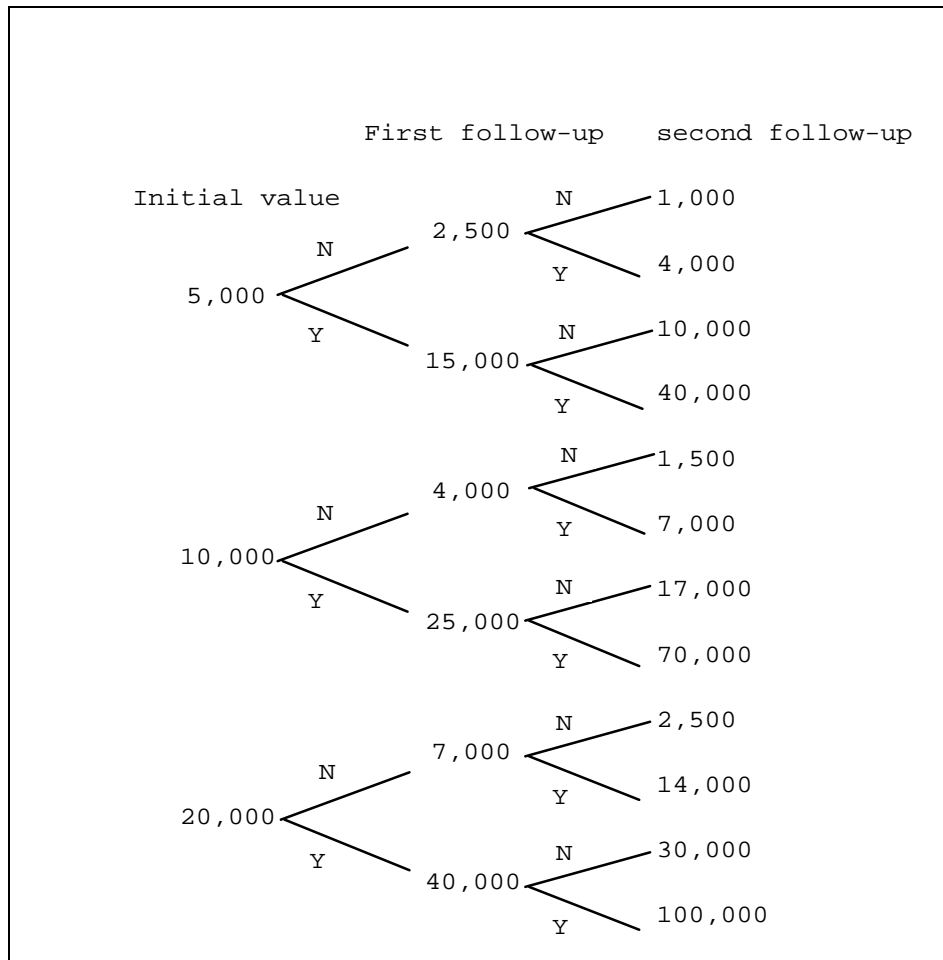 First follow-up second follow-up
Initial value
N 1,000
2,500
N
Y 4,000
5,000
Y
N 10,000
15,000
Y 40,000
N 1,500
4,000
N
Y 7,000
10,000
Y
N 17,000
25,000
Y 70,000
N 2,500
7,000
N
Y 14,000
20,000
Y
N 30,000
40,000
Y 100,000